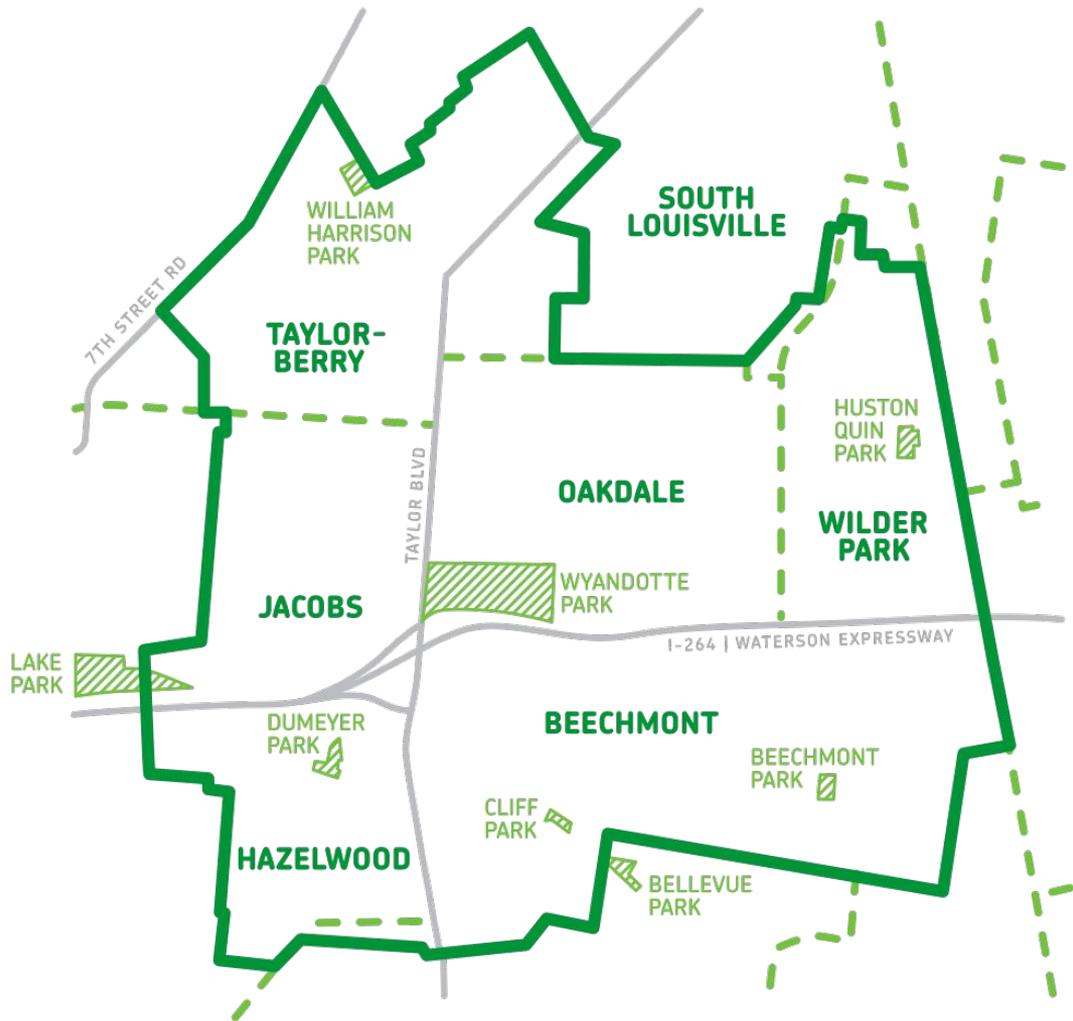 SOUTH
LOUISVILLE
WILLIAM
HARRISON
PARK
7TH STREET RD
TAYLOR-
BERRY
HUSTON
QUIN
PARK
TAYLOR BLVD
OAKDALE
WILDER
PARK
WYANDOTTE
PARK
JACOBS
I-264 | WATERSON EXPRESSWAY
LAKE
PARK
DUMEYER
PARK
BEECHMONT
BEECHMONT
PARK
CLIFF
PARK
HAZELWOOD
BELLEVUE
PARK